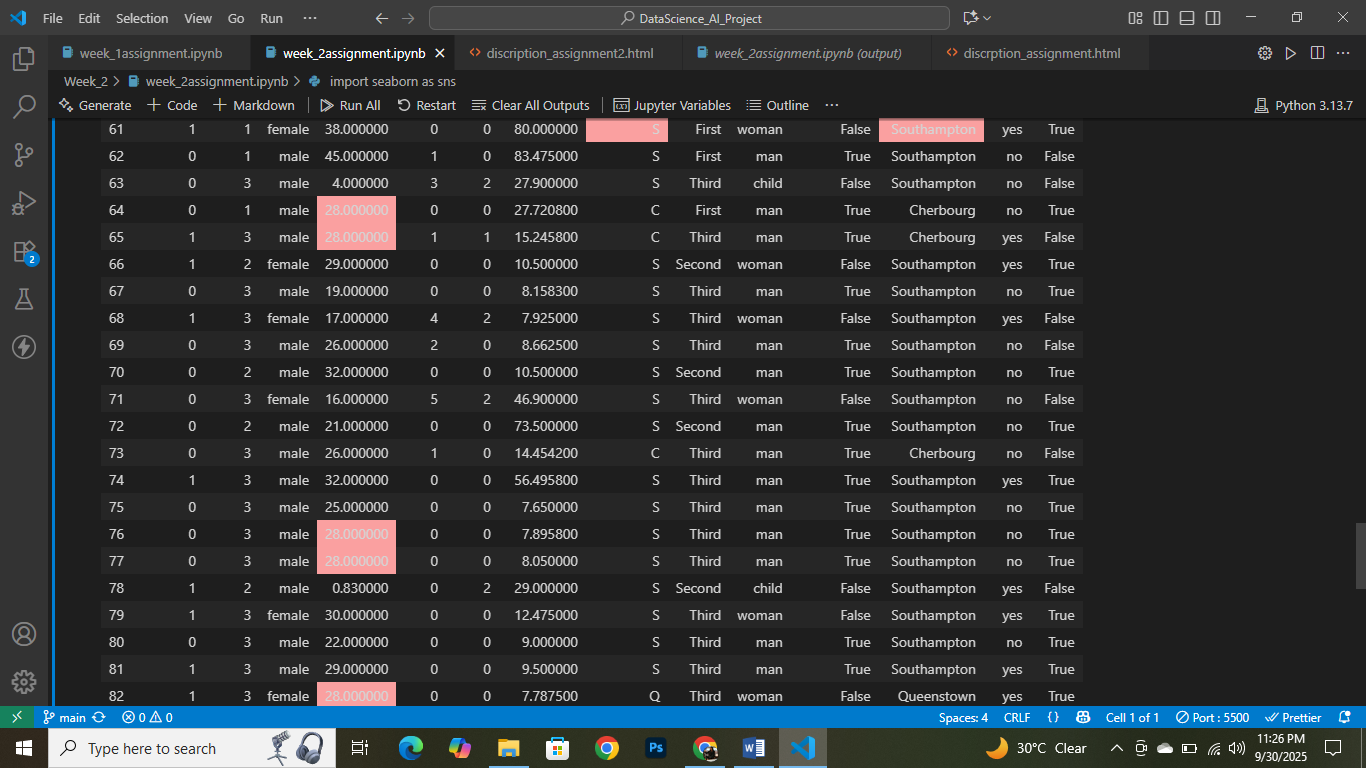 File Edit Selection View Go Run ··· DataScience_AI_Project
week_1assignment.ipynb week_2assignment.ipynb discription_assignment2.html week_2assignment.ipynb (output) discrption_assignment.html
Week_2 > week_2assignment.ipynb > import seaborn as sns
Generate + Code + Markdown Run All Restart Clear All Outputs Jupyter Variables Outline ··· Python 3.13.7
61 1 1 female 38.000000 0 0 80.000000 S First woman False Southampton yes True
62 0 1 male 45.000000 1 0 83.475000 S First man True Southampton no False
63 0 3 male 4.000000 3 2 27.900000 S Third child False Southampton no False
64 0 1 male 28.000000 0 0 27.720800 C First man True Cherbourg no True
65 1 3 male 28.000000 1 1 15.245800 C Third man True Cherbourg yes False
66 1 2 female 29.000000 0 0 10.500000 S Second woman False Southampton yes True
67 0 3 male 19.000000 0 0 8.158300 S Third man True Southampton no True
68 1 3 female 17.000000 4 2 7.925000 S Third woman False Southampton yes False
69 0 3 male 26.000000 2 0 8.662500 S Third man True Southampton no False
70 0 2 male 32.000000 0 0 10.500000 S Second man True Southampton no True
71 0 3 female 16.000000 5 2 46.900000 S Third woman False Southampton no False
72 0 2 male 21.000000 0 0 73.500000 S Second man True Southampton no True
73 0 3 male 26.000000 1 0 14.454200 C Third man True Cherbourg no False
74 1 3 male 32.000000 0 0 56.495800 S Third man True Southampton yes True
75 0 3 male 25.000000 0 0 7.650000 S Third man True Southampton no True
76 0 3 male 28.000000 0 0 7.895800 S Third man True Southampton no True
77 0 3 male 28.000000 0 0 8.050000 S Third man True Southampton no True
78 1 2 male 0.830000 0 2 29.000000 S Second child False Southampton yes False
79 1 3 female 30.000000 0 0 12.475000 S Third woman False Southampton yes True
80 0 3 male 22.000000 0 0 9.000000 S Third man True Southampton no True
81 1 3 male 29.000000 0 0 9.500000 S Third man True Southampton yes True
82 1 3 female 28.000000 0 0 7.787500 Q Third woman False Queenstown yes True
2
main 0 0 Spaces: 4 CRLF {} Cell 1 of 1 Port : 5500 Prettier
Type here to search Ps W 30°C Clear 11:26 PM
9/30/2025